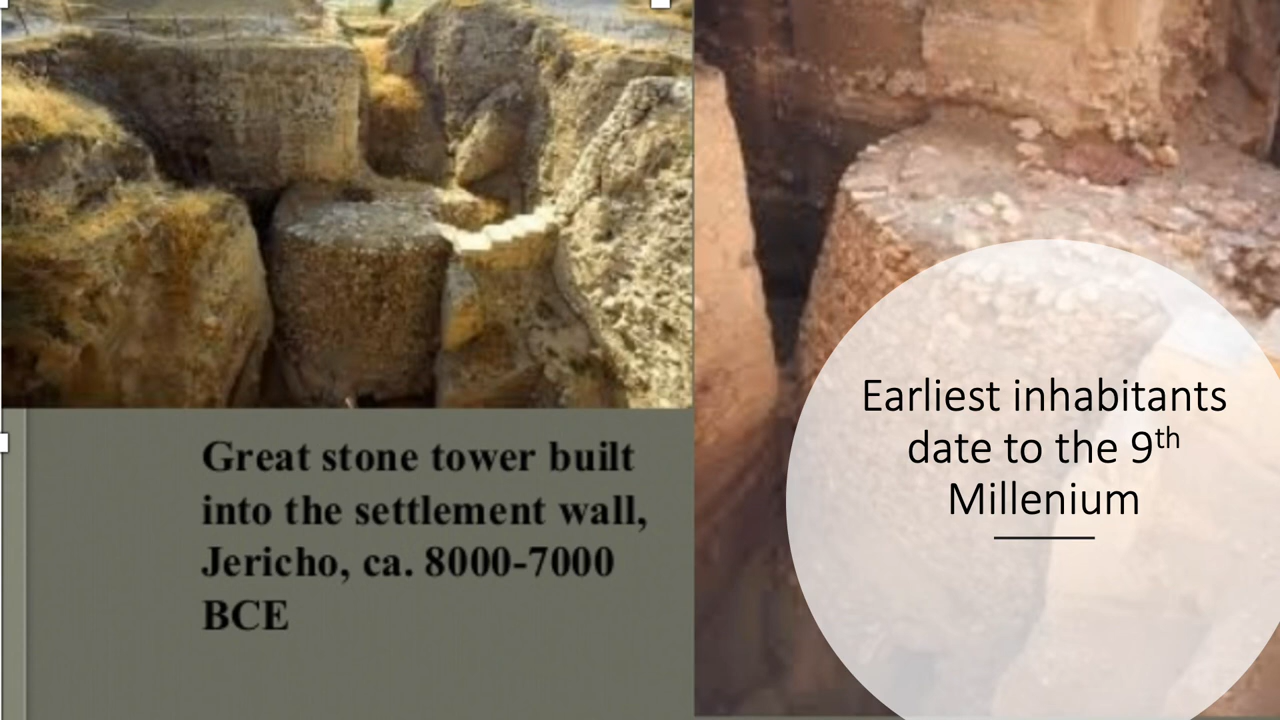 Great stone tower built
into the settlement wall,
Jericho, ca. 8000-7000
BCE
Earliest inhabitants
date to the 9th
Millenium